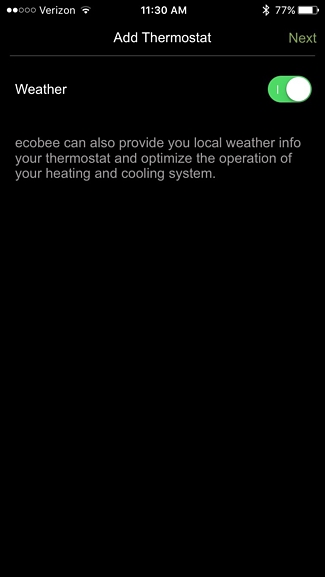 Verizon 11:30 AM 77%
Add Thermostat Next
Weather
ecobee can also provide you local weather info
your thermostat and optimize the operation of
your heating and cooling system.